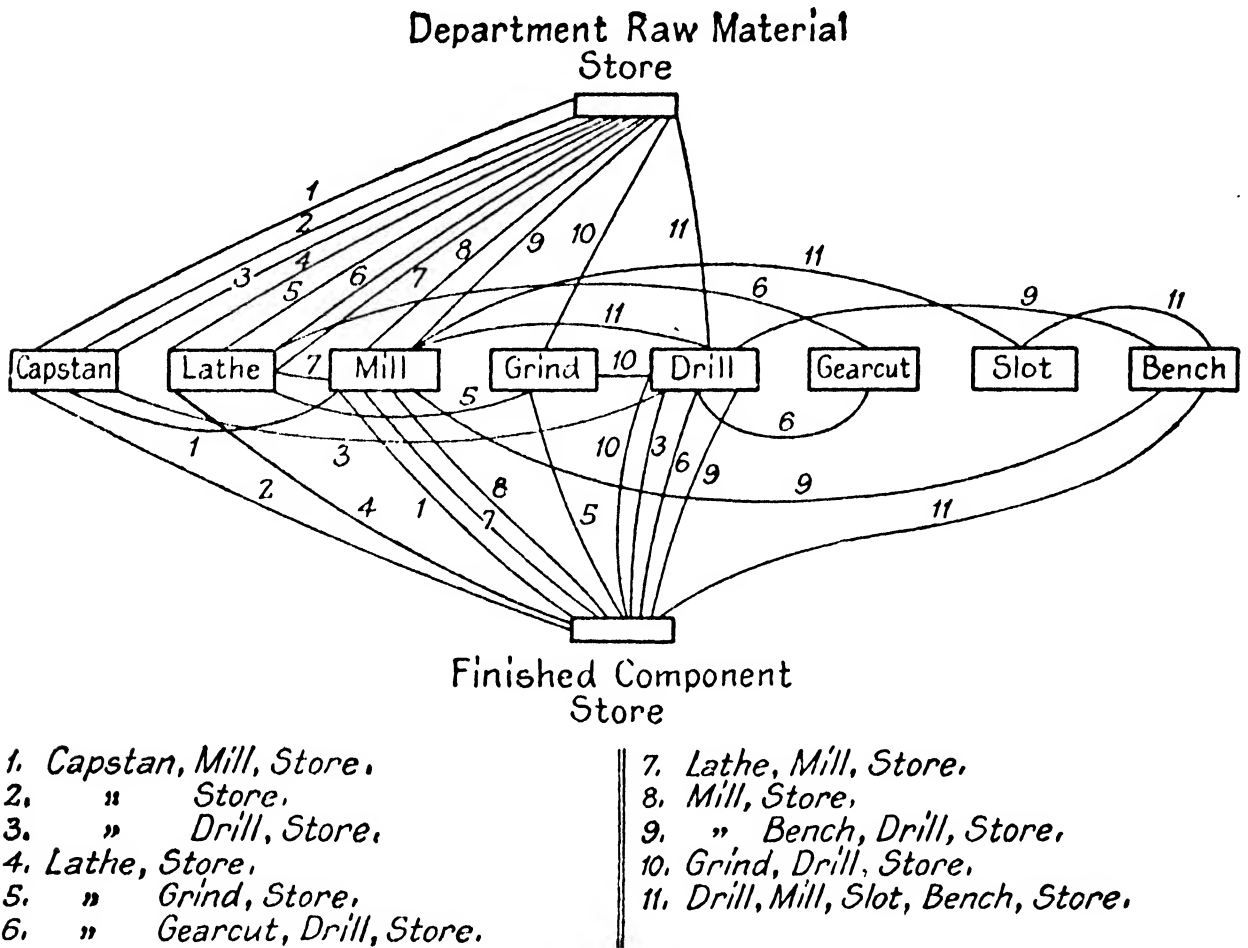 Department Raw Material
Store
1
2
3
4
5
6
7
8
9
10
11
11
6
9
11
11
Capstan
Lathe
7
Mill
Grind
10
Drill
Gearcut
Slot
Bench
5
6
1
3
10
3
6
9
2
4
1
7
8
5
9
11
Finished Component
Store
1. Capstan, Mill, Store.
2. " Store.
3. " Drill, Store.
4. Lathe, Store.
5. " Grind, Store.
6. " Gearcut, Drill, Store.
7. Lathe, Mill, Store.
8. Mill, Store.
9. " Bench, Drill, Store.
10. Grind, Drill, Store.
11. Drill, Mill, Slot, Bench, Store.